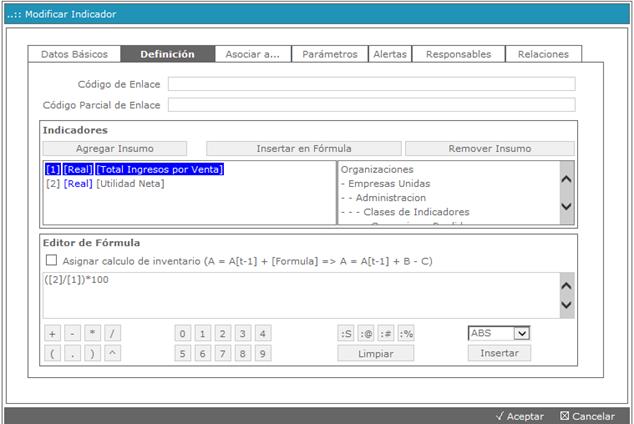 ..:: Modificar Indicador
Datos Básicos Definición Asociar a... Parámetros Alertas Responsables Relaciones
Código de Enlace
Código Parcial de Enlace
Indicadores
Agregar Insumo Insertar en Fórmula Remover Insumo
[1] [Real] [Total Ingresos por Venta]
[2] [Real] [Utilidad Neta]
Organizaciones
- Empresas Unidas
- - Administracion
- - - Clases de Indicadores
Editor de Fórmula
Asignar calculo de inventario (A = A[t-1] + [Formula] => A = A[t-1] + B - C)
([2]/[1])*100
+ - * / 0 1 2 3 4 :S :@ :# :% ABS
( . ) ^ 5 6 7 8 9 Limpiar Insertar
√ Aceptar Cancelar